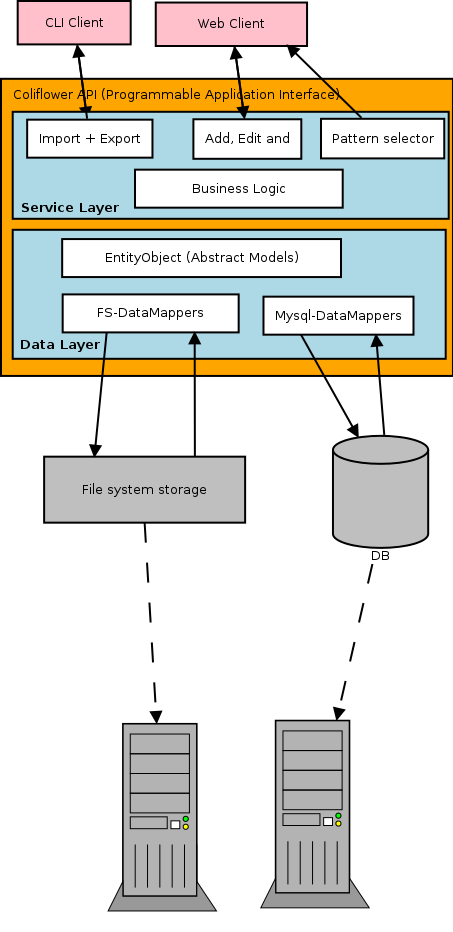 CLI Client
Web Client
Coliflower API (Programmable Application Interface)
Import + Export
Add, Edit and
Pattern selector
Business Logic
Service Layer
EntityObject (Abstract Models)
FS-DataMappers
Mysql-DataMappers
Data Layer
File system storage
DB